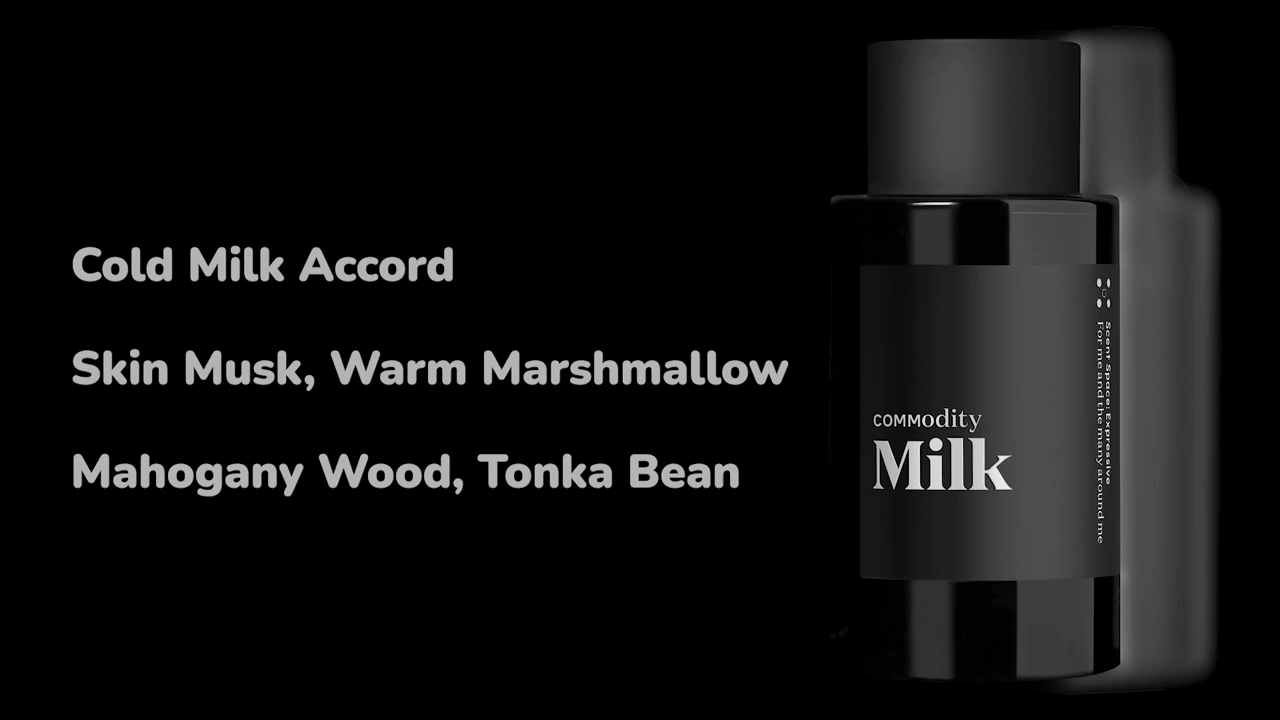 Cold Milk Accord
Skin Musk, Warm Marshmallow
Mahogany Wood, Tonka Bean
COMModity
Milk
Scent Space: Expressive
For me and the many around me